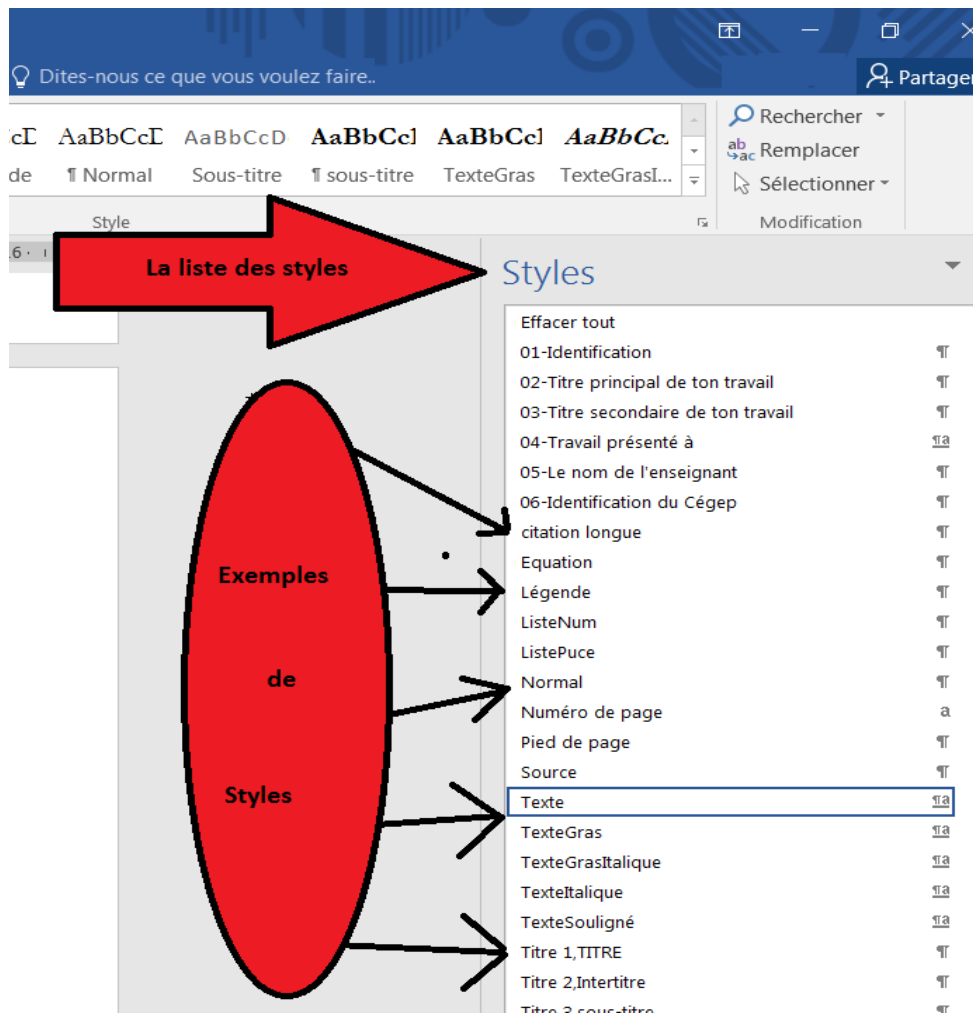 Dites-nous ce que vous voulez faire..
Partager
AaBbCcD AaBbCcD AaBbCcl AaBbCcl AaBbCc.
Rechercher
de ¶ Normal Sous-titre ¶ sous-titre TexteGras TexteGrasI...
Remplacer
Sélectionner
Style
Modification
La liste des styles
Styles
Effacer tout
01-Identification ¶
02-Titre principal de ton travail ¶
03-Titre secondaire de ton travail ¶
04-Travail présenté à ¶a
05-Le nom de l'enseignant ¶
06-Identification du Cégep ¶
citation longue ¶
Equation ¶
Exemples
Légende ¶
ListeNum ¶
ListePuce ¶
de
Normal ¶
Numéro de page a
Pied de page ¶
Source ¶
Styles
Texte ¶a
TexteGras ¶a
TexteGrasItalique ¶a
TexteItalique ¶a
TexteSouligné ¶a
Titre 1,TITRE ¶
Titre 2,Intertitre ¶
Titre 3,sous-titre ¶